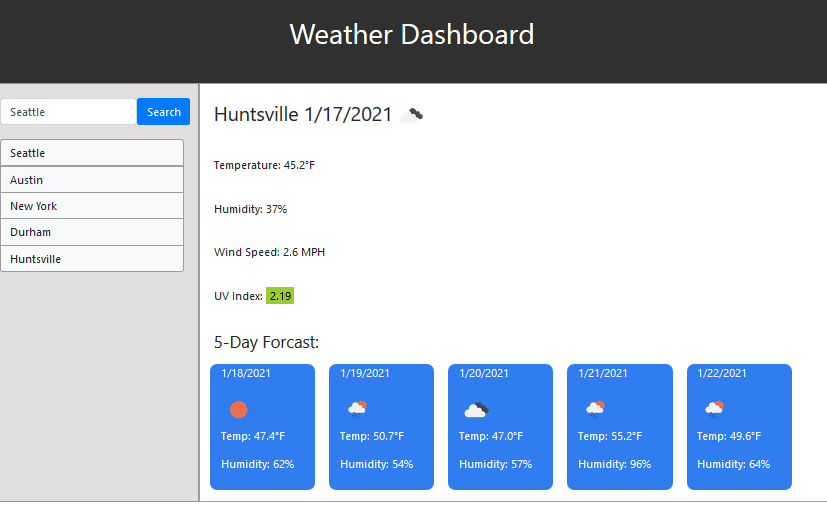 Weather Dashboard
Seattle
Search
Seattle
Austin
New York
Durham
Huntsville
Huntsville 1/17/2021
Temperature: 45.2°F
Humidity: 37%
Wind Speed: 2.6 MPH
UV Index: 2.19
5-Day Forcast:
1/18/2021
Temp: 47.4°F
Humidity: 62%
1/19/2021
Temp: 50.7°F
Humidity: 54%
1/20/2021
Temp: 47.0°F
Humidity: 57%
1/21/2021
Temp: 55.2°F
Humidity: 96%
1/22/2021
Temp: 49.6°F
Humidity: 64%